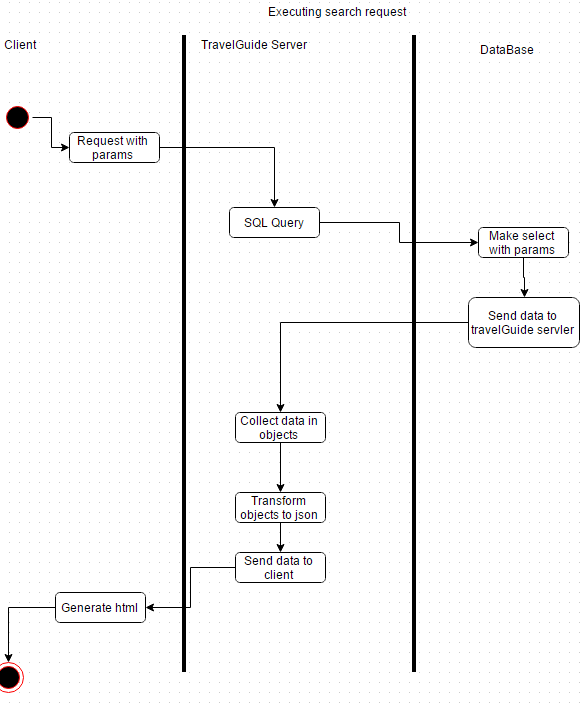 Executing search request
Client
TravelGuide Server
DataBase
Request with
params
SQL Query
Make select
with params
Send data to
travelGuide servler
Collect data in
objects
Transform
objects to json
Send data to
client
Generate html